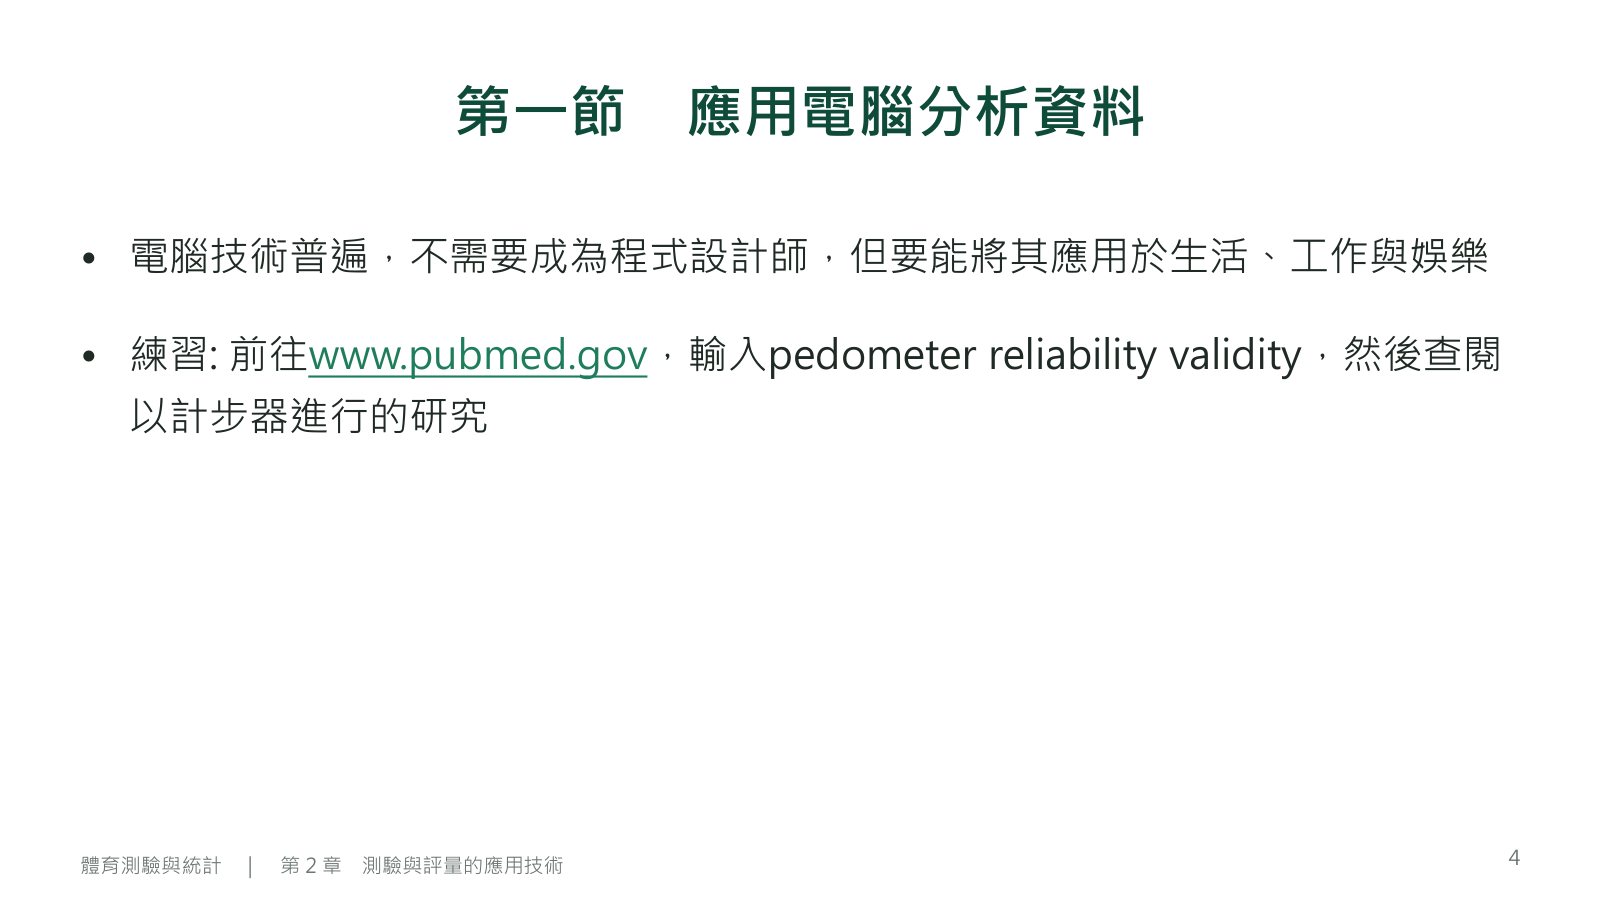 第一節　應用電腦分析資料
• 電腦技術普遍，不需要成為程式設計師，但要能將其應用於生活、工作與娛樂
• 練習: 前往www.pubmed.gov，輸入pedometer reliability validity，然後查閱
以計步器進行的研究
體育測驗與統計　|　第 2 章　測驗與評量的應用技術
4